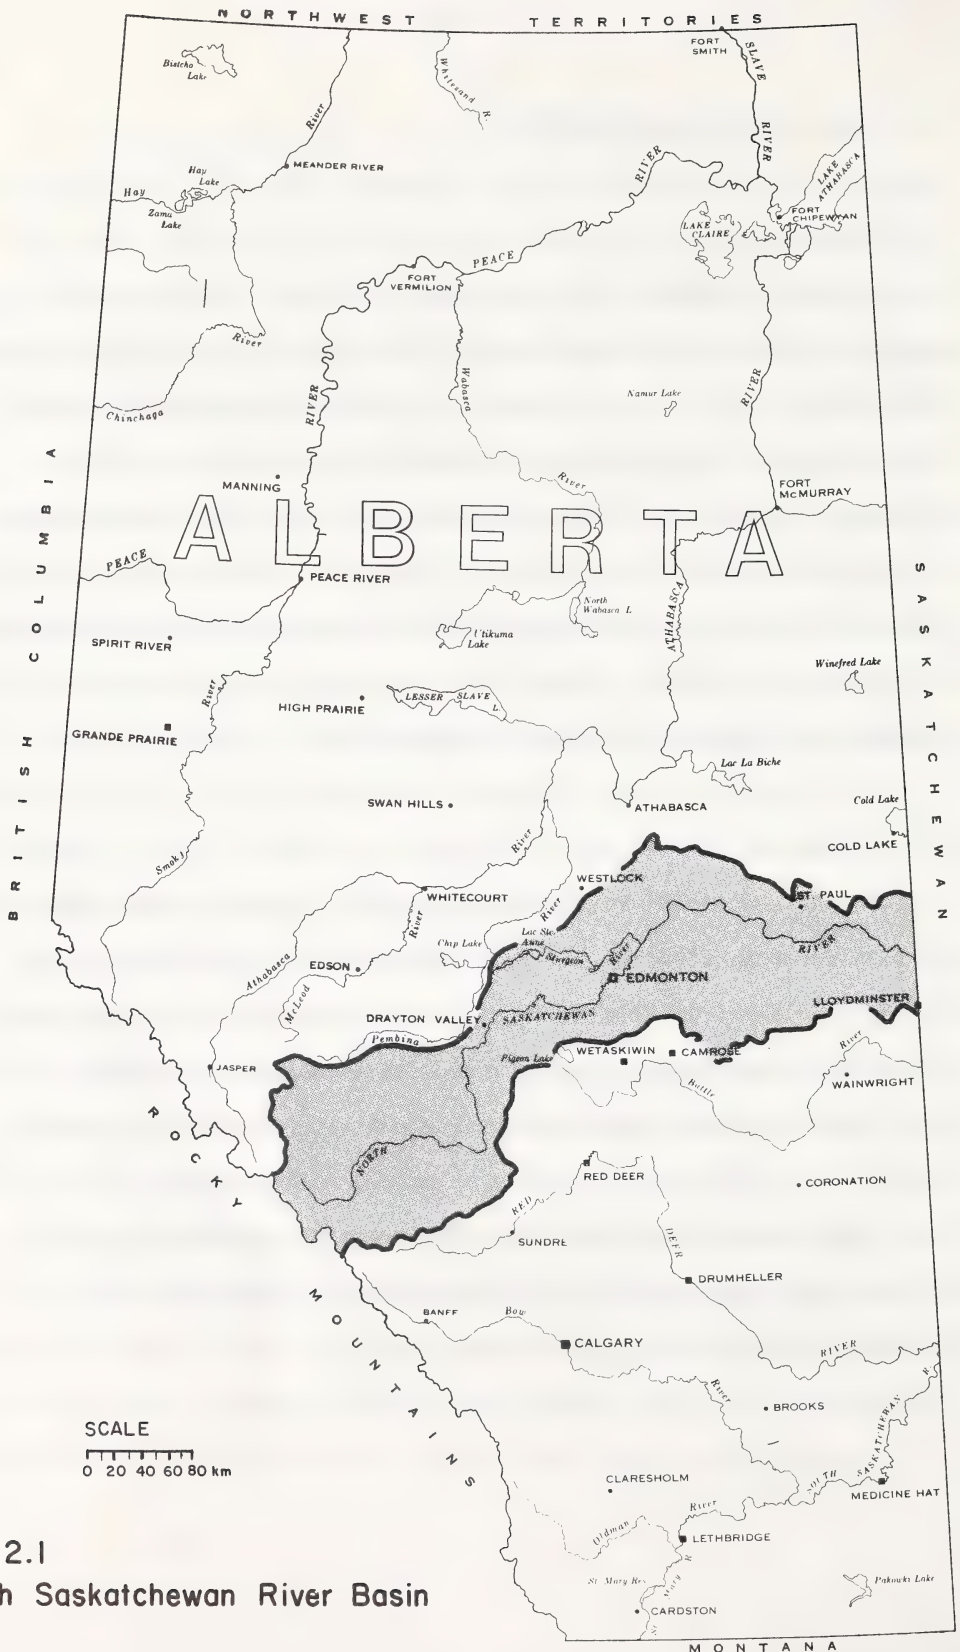 NORTHWEST TERRITORIES
FORT
SMITH
SLAVE
RIVER
Bistcho
Lake
Whitesand R.
River
MEANDER RIVER
Hay
Lake
Hay
Zama
Lake
RIVER
LAKE
ATHABASCA
FORT
CHIPEWYAN
LAKE
CLAIRE
PEACE
FORT
VERMILION
River
Wabasca
RIVER
Namur Lake
RIVER
Chinchaga
River
MANNING
FORT
McMURRAY
ALBERTA
BRITISH COLUMBIA
SASKATCHEWAN
PEACE
PEACE RIVER
North
Wabasca L
ATHABASCA
SPIRIT RIVER
Utikuma
Lake
Winefred Lake
River
HIGH PRAIRIE
LESSER SLAVE
L.
GRANDE PRAIRIE
Lac La Biche
SWAN HILLS
ATHABASCA
Cold Lake
COLD LAKE
River
Smoky
WESTLOCK
WHITECOURT
ST. PAUL
River
River
Lac Ste.
Anne
Chip Lake
Sturgeon
River
RIVER
Athabasca
EDSON
McLeod
EDMONTON
LLOYDMINSTER
DRAYTON VALLEY
SASKATCHEWAN
Pembina
Pigeon Lake
WETASKIWIN
CAMROSE
River
JASPER
Battle
WAINWRIGHT
ROCKY
NORTH
RED DEER
CORONATION
RED
SUNDRE
DEER
DRUMHELLER
MOUNTAINS
BANFF
Bow
CALGARY
RIVER
R.
River
BROOKS
SASKATCHEWAN
SCALE
0 20 40 60 80 km
CLARESHOLM
SOUTH
MEDICINE HAT
River
Oldman
LETHBRIDGE
2.1
h Saskatchewan River Basin
St Mary Res
St Mary R
Pakowki Lake
CARDSTON
MONTANA